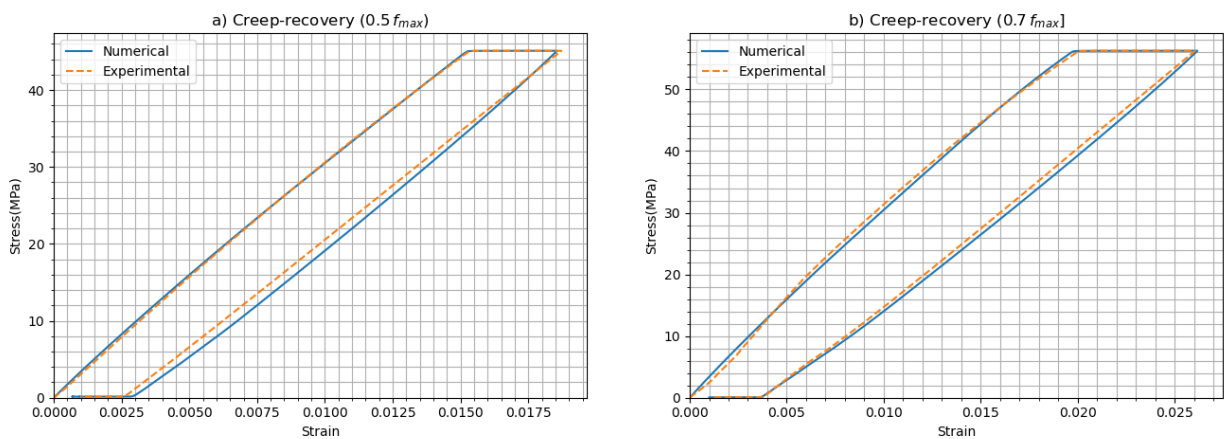 a) Creep-recovery (0.5 f_max)
Numerical
Experimental
40
30
20
10
0
Stress(MPa)
0.0000 0.0025 0.0050 0.0075 0.0100 0.0125 0.0150 0.0175
Strain
b) Creep-recovery (0.7 f_max]
Numerical
Experimental
50
40
30
20
10
0
Stress(MPa)
0.000 0.005 0.010 0.015 0.020 0.025
Strain